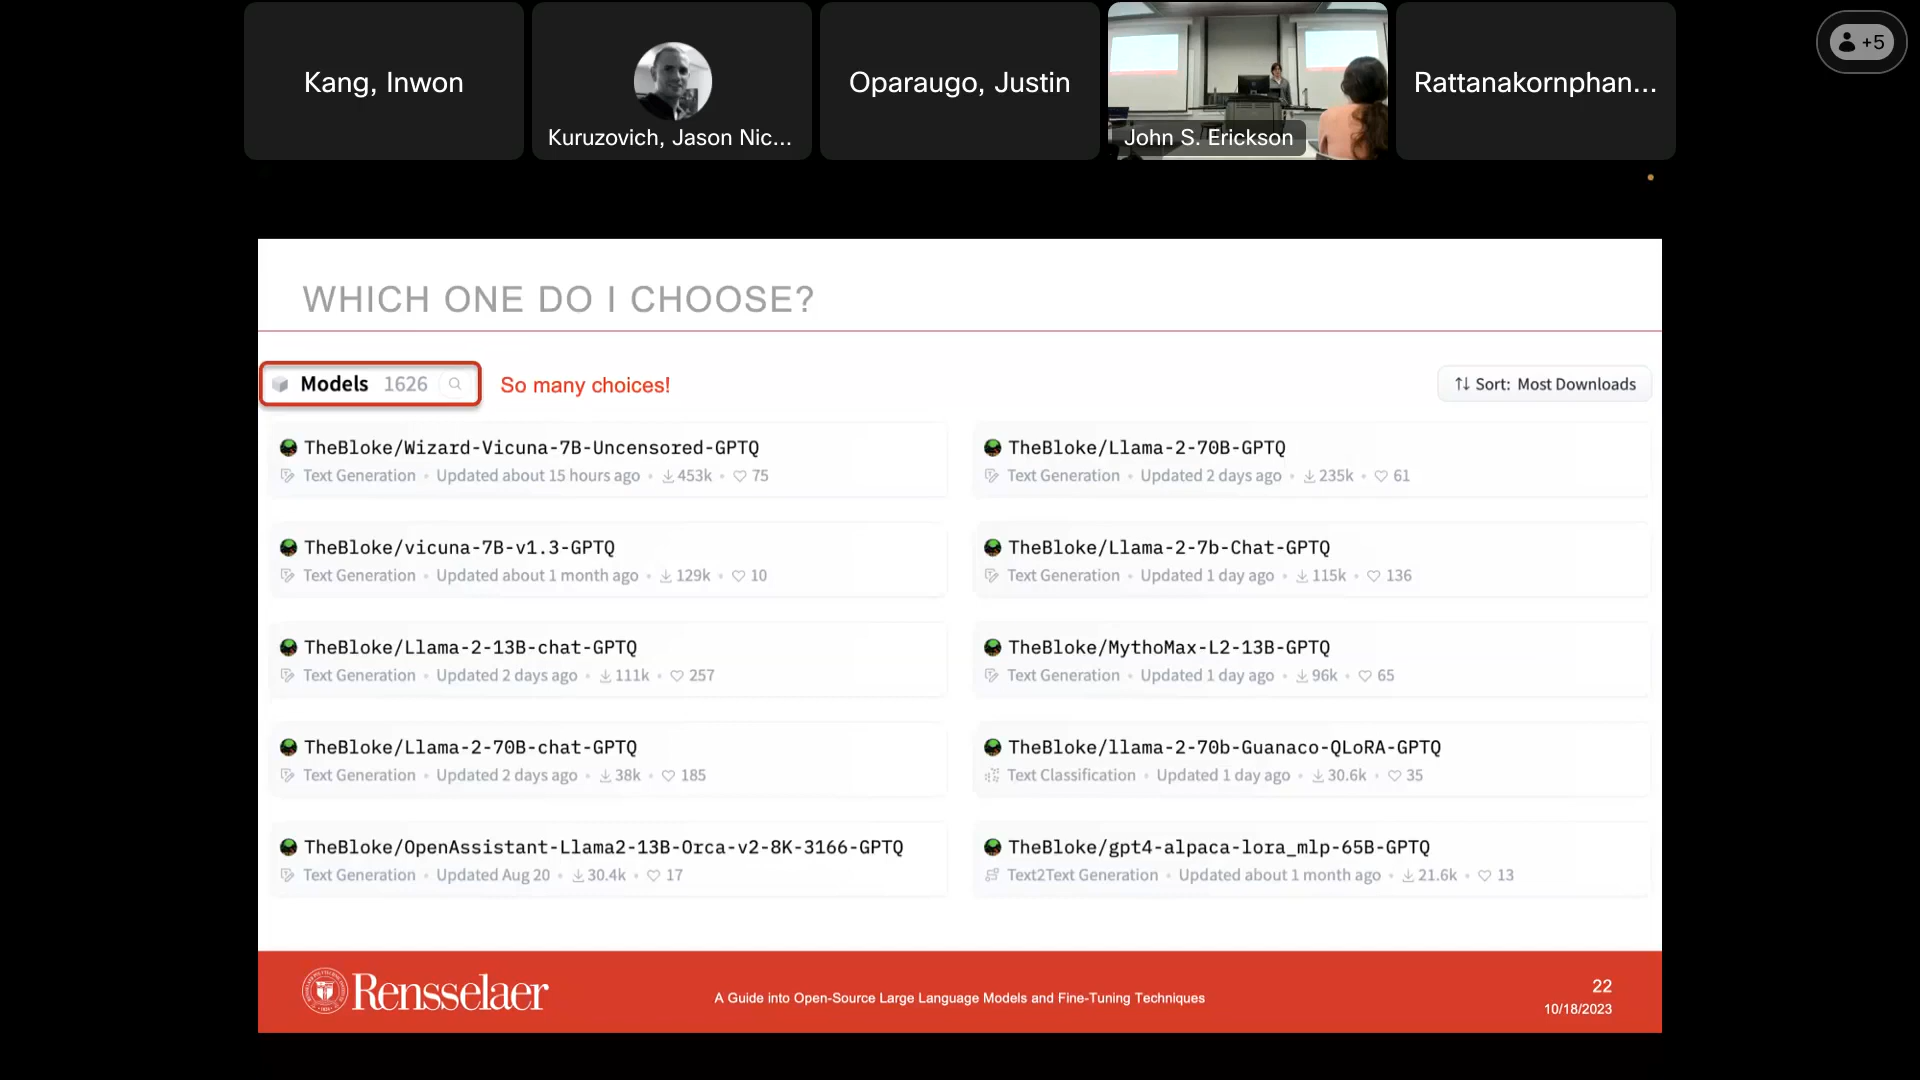 Kang, Inwon
Kuruzovich, Jason Nic...
Oparaugo, Justin
John S. Erickson
Rattanakornphan...
+5
WHICH ONE DO I CHOOSE?
Models 1626
So many choices!
Sort: Most Downloads
TheBloke/Wizard-Vicuna-7B-Uncensored-GPTQ
Text Generation • Updated about 15 hours ago • 453k • 75
TheBloke/Llama-2-70B-GPTQ
Text Generation • Updated 2 days ago • 235k • 61
TheBloke/vicuna-7B-v1.3-GPTQ
Text Generation • Updated about 1 month ago • 129k • 10
TheBloke/Llama-2-7b-Chat-GPTQ
Text Generation • Updated 1 day ago • 115k • 136
TheBloke/Llama-2-13B-chat-GPTQ
Text Generation • Updated 2 days ago • 111k • 257
TheBloke/MythoMax-L2-13B-GPTQ
Text Generation • Updated 1 day ago • 96k • 65
TheBloke/Llama-2-70B-chat-GPTQ
Text Generation • Updated 2 days ago • 38k • 185
TheBloke/llama-2-70b-Guanaco-QLoRA-GPTQ
Text Classification • Updated 1 day ago • 30.6k • 35
TheBloke/OpenAssistant-Llama2-13B-Orca-v2-8K-3166-GPTQ
Text Generation • Updated Aug 20 • 30.4k • 17
TheBloke/gpt4-alpaca-lora_mlp-65B-GPTQ
Text2Text Generation • Updated about 1 month ago • 21.6k • 13
Rensselaer
A Guide into Open-Source Large Language Models and Fine-Tuning Techniques
22
10/18/2023